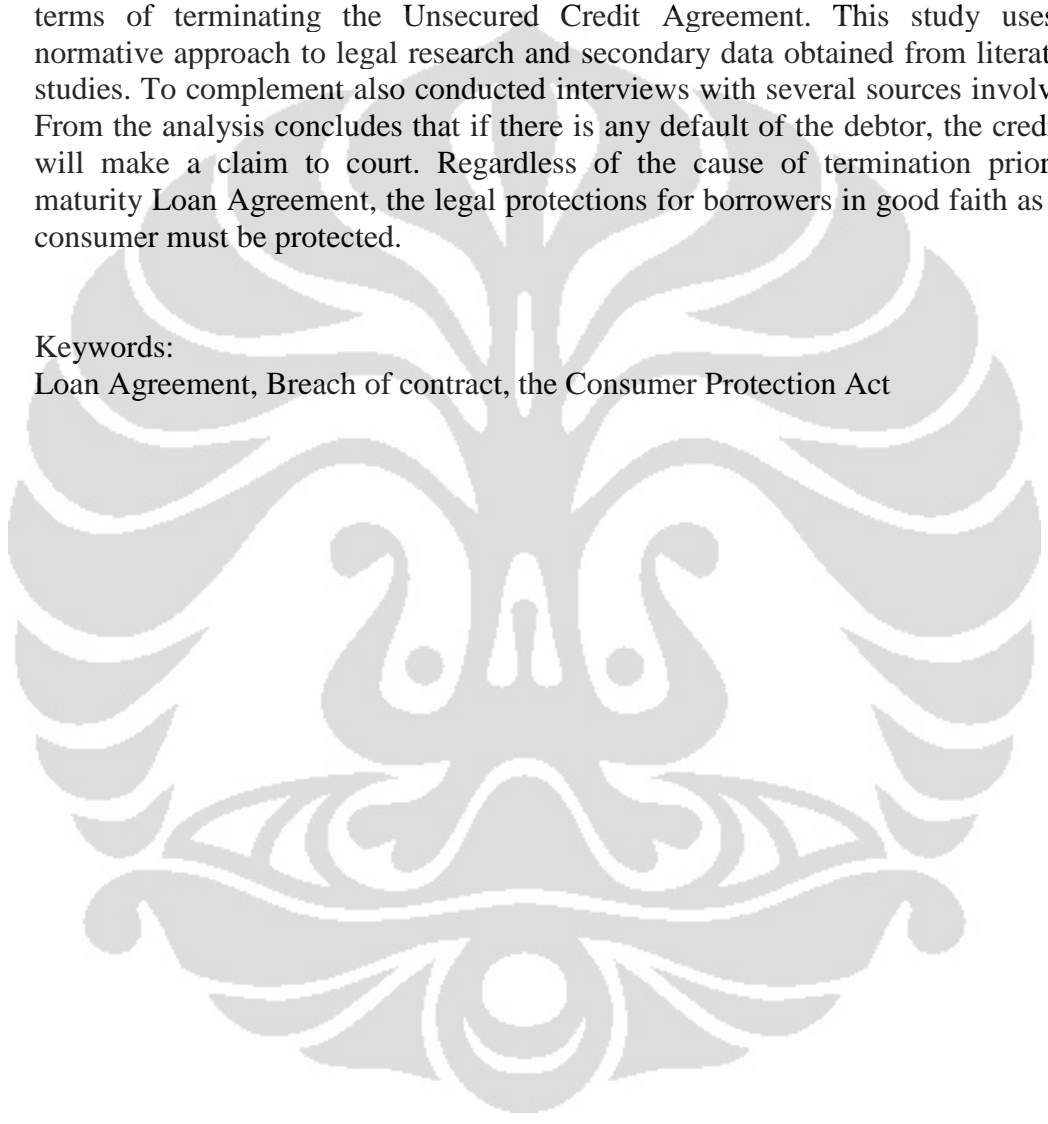 terms of terminating the Unsecured Credit Agreement. This study uses
normative approach to legal research and secondary data obtained from
studies. To complement also conducted interviews with several sources
From the analysis concludes that if there is any default of the debtor, the
will make a claim to court. Regardless of the cause of termination prior
maturity Loan Agreement, the legal protections for borrowers in good faith as
consumer must be protected.
Keywords:
Loan Agreement, Breach of contract, the Consumer Protection Act